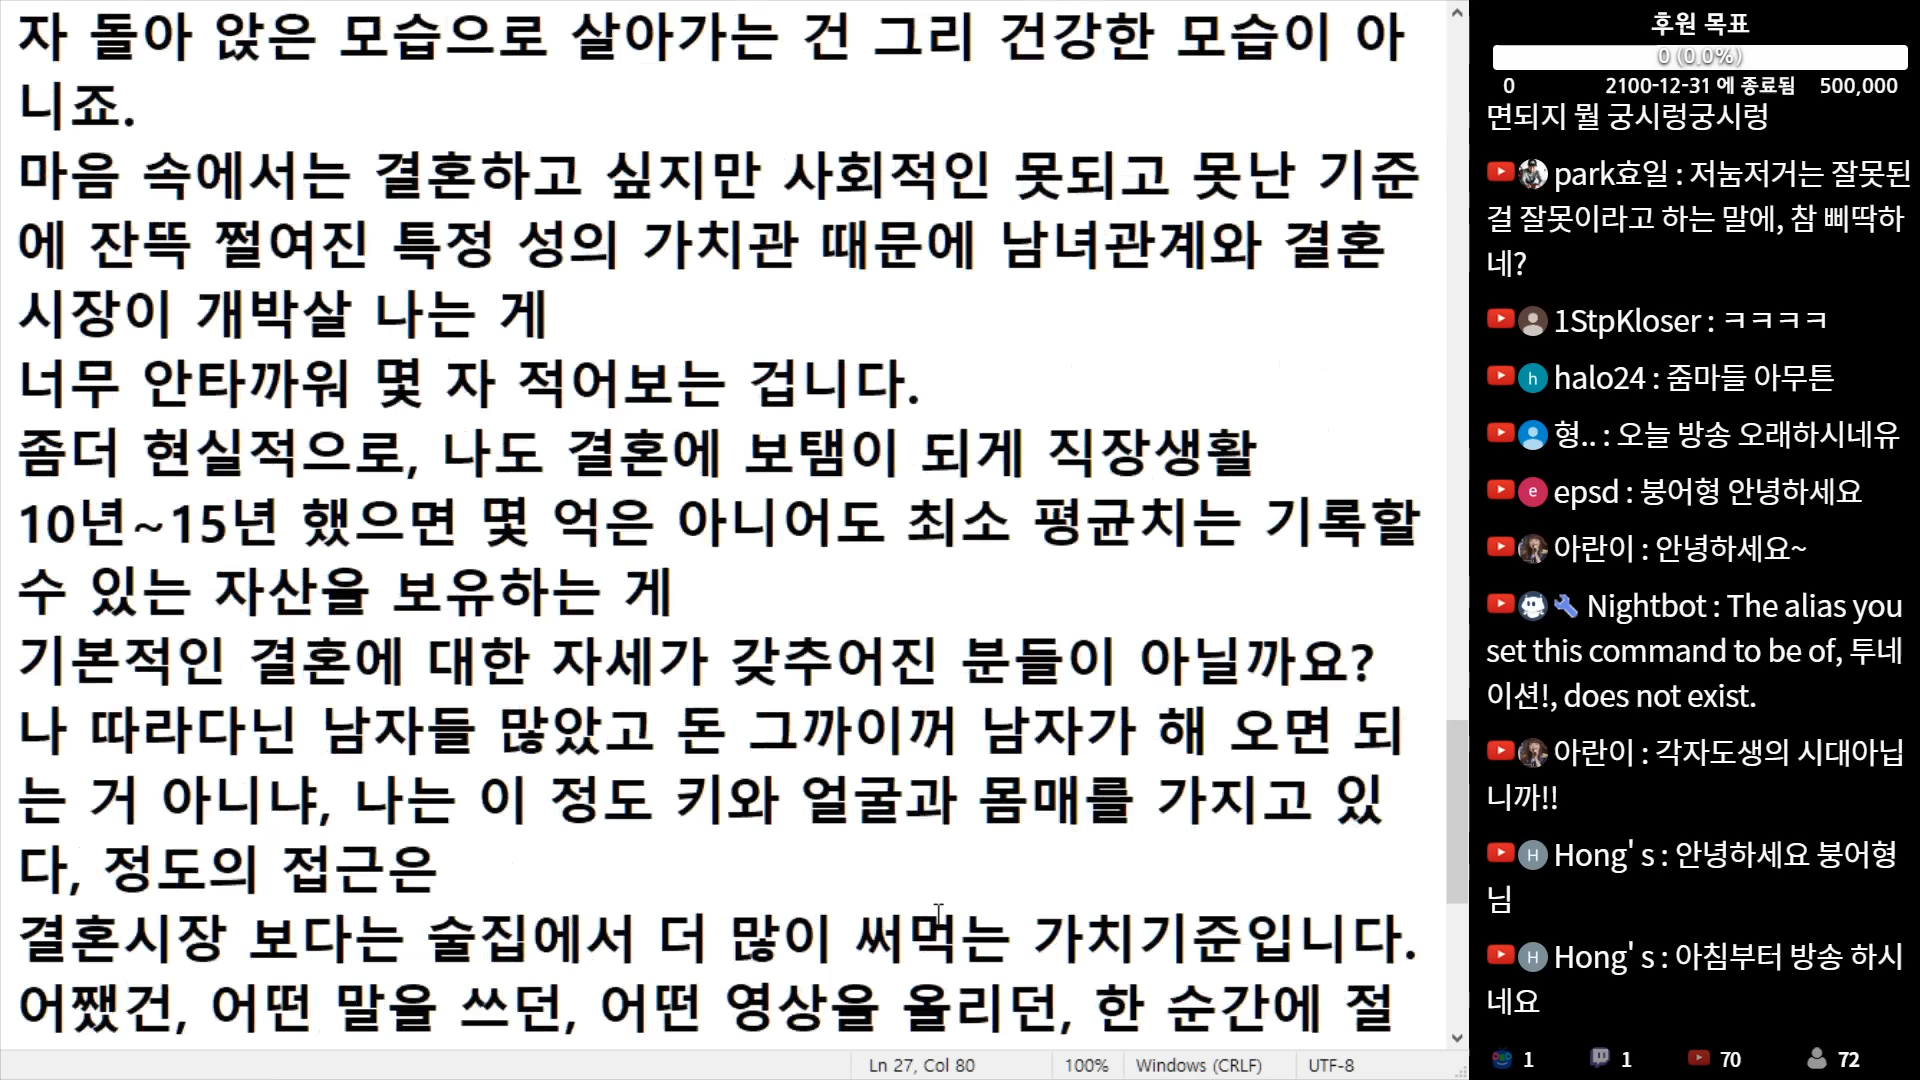 자 돌아 앉은 모습으로 살아가는 건 그리 건강한 모습이 아
니죠.
마음 속에서는 결혼하고 싶지만 사회적인 못되고 못난 기준
에 잔뜩 쩔여진 특정 성의 가치관 때문에 남녀관계와 결혼
시장이 개박살 나는 게
너무 안타까워 몇 자 적어보는 겁니다.
좀더 현실적으로, 나도 결혼에 보탬이 되게 직장생활
10년~15년 했으면 몇 억은 아니어도 최소 평균치는 기록할
수 있는 자산을 보유하는 게
기본적인 결혼에 대한 자세가 갖추어진 분들이 아닐까요?
나 따라다닌 남자들 많았고 돈 그까이꺼 남자가 해 오면 되
는 거 아니냐, 나는 이 정도 키와 얼굴과 몸매를 가지고 있
다, 정도의 접근은
결혼시장 보다는 술집에서 더 많이 써먹는 가치기준입니다.
어쨌건, 어떤 말을 쓰던, 어떤 영상을 올리던, 한 순간에 절
Ln 27, Col 80
100%
Windows (CRLF)
UTF-8
후원 목표
0 (0.0%)
0 2100-12-31 에 종료됨 500,000
면되지 뭘 궁시렁궁시렁
park효일 : 저눔저거는 잘못된
걸 잘못이라고 하는 말에, 참 삐딱하
네?
1StpKloser : ㅋㅋㅋㅋ
h halo24 : 줌마들 아무튼
형.. : 오늘 방송 오래하시네유
e epsd : 붕어형 안녕하세요
아란이 : 안녕하세요~
Nightbot : The alias you
set this command to be of, 투네
이션!, does not exist.
아란이 : 각자도생의 시대아닙
니까!!
H Hong' s : 안녕하세요 붕어형
님
H Hong' s : 아침부터 방송 하시
네요
1 1 70 72